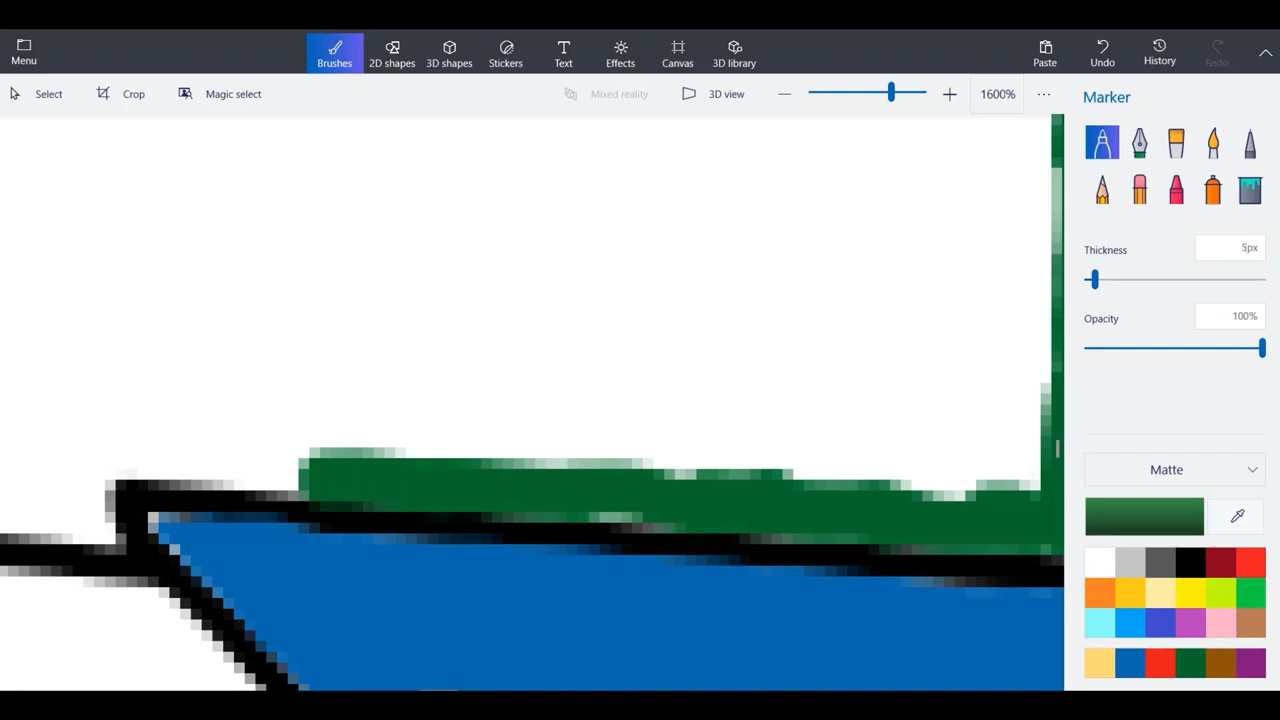 Menu
Brushes
2D shapes
3D shapes
Stickers
Text
Effects
Canvas
3D library
Paste
Undo
History
Redo
Select
Crop
Magic select
Mixed reality
3D view
1600%
Marker
Thickness
5px
Opacity
100%
Matte